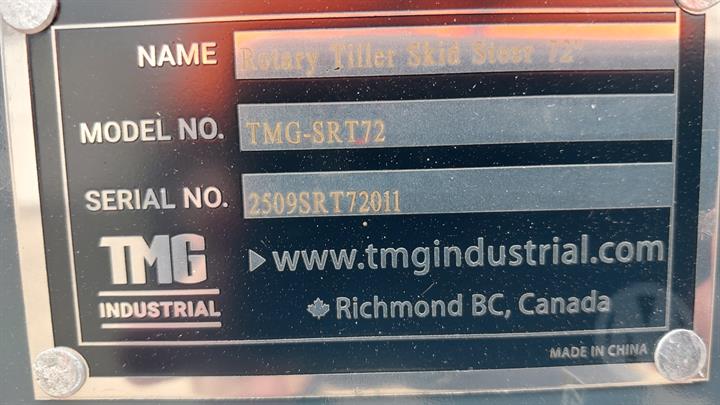 NAME Rotary Tiller Skid Steer 72"
MODEL NO. TMG-SRT72
SERIAL NO. 2509SRT72011
TMG
INDUSTRIAL
www.tmgindustrial.com
Richmond BC, Canada
MADE IN CHINA